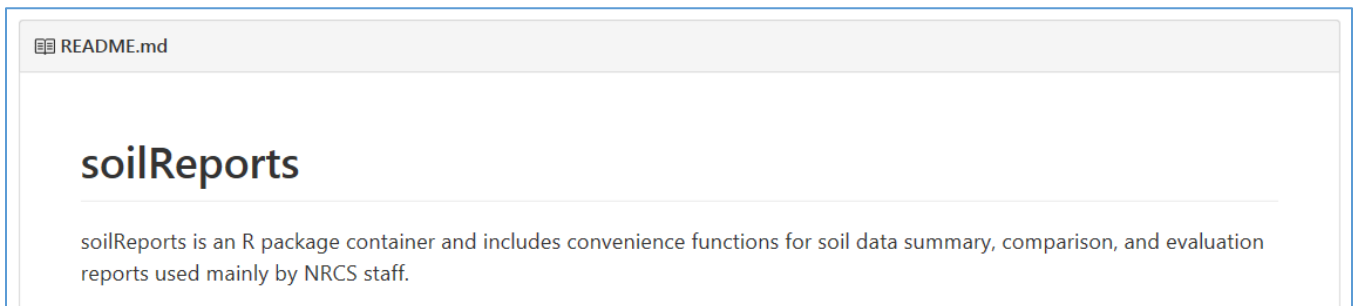 README.md
soilReports
soilReports is an R package container and includes convenience functions for soil data summary, comparison, and evaluation
reports used mainly by NRCS staff.